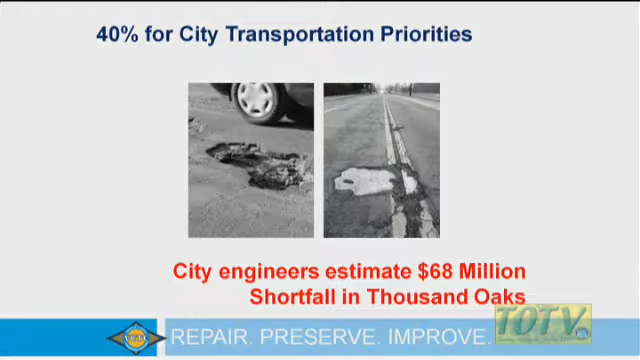 40% for City Transportation Priorities
City engineers estimate $68 Million
Shortfall in Thousand Oaks
REPAIR. PRESERVE. IMPROVE.
TOTV